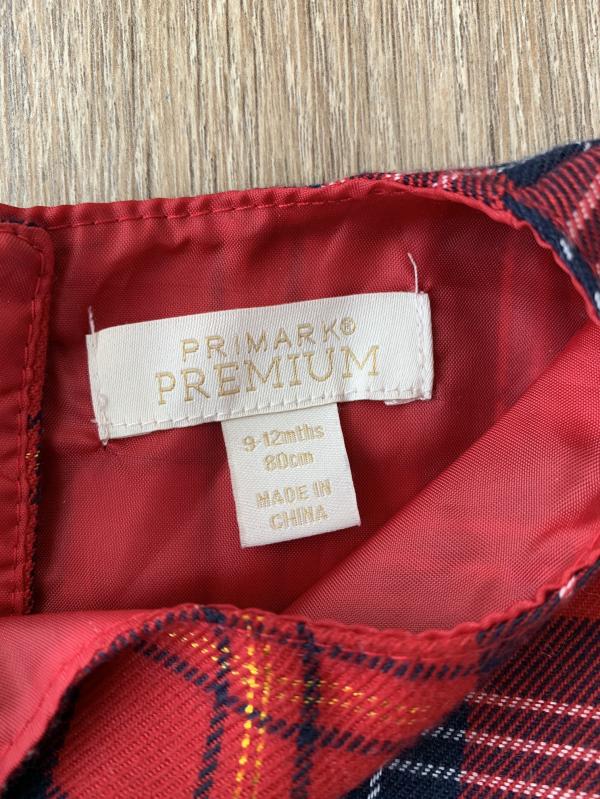 PRIMARK®
PREMIUM
9-12mths
80cm
MADE IN
CHINA